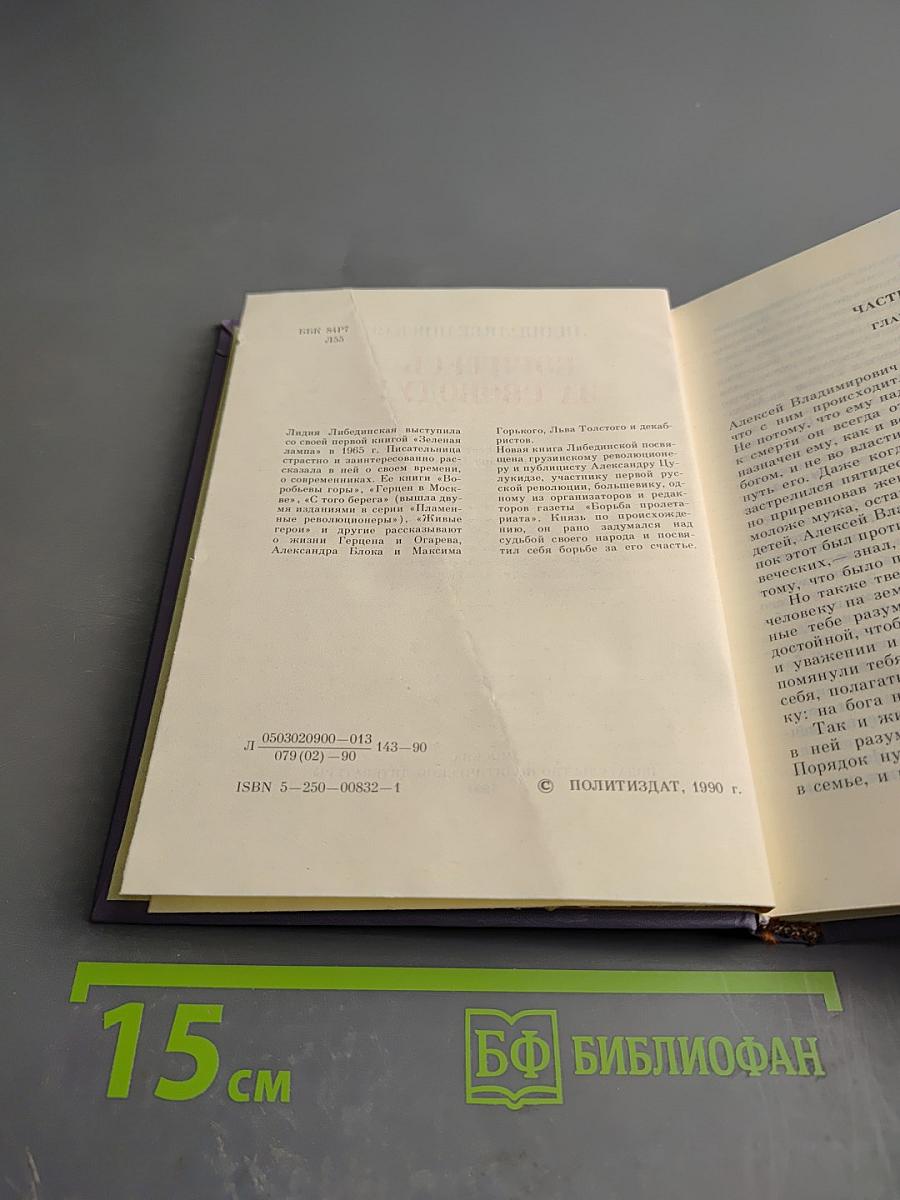 ББК 84Р7
Л55
Лидия Либединская выступила
со своей первой книгой «Зеленая
лампа» в 1965 г. Писательница
страстно и заинтересованно рас-
сказала в ней о своем времени,
о современниках. Ее книги «Во-
робьевы горы», «Герцен в Моск-
ве», «С того берега» (вышла дву-
мя изданиями в серии «Пламен-
ные революционеры»), «Живые
герои» и другие рассказывают
о жизни Герцена и Огарева,
Александра Блока и Максима
Горького, Льва Толстого и декаб-
ристов.
Новая книга Либединской посвя-
щена грузинскому революционе-
ру и публицисту Александру Цу-
лукидзе, участнику первой рус-
ской революции, большевику, од-
ному из организаторов и редак-
торов газеты «Борьба пролета-
риата». Князь по происхожде-
нию, он рано задумался над
судьбой своего народа и посвя-
тил себя борьбе за его счастье.
Л 0503020900—013
079(02)—90 143—90
ISBN 5—250—00832—1
© ПОЛИТИЗДАТ, 1990 г.
ЧАСТ
ГЛА
Алексей Владимирович
что с ним происходит.
Не потому, что ему над
к смерти он всегда от
назначен ему, как и в
богом, и не во власти
нуть его. Даже когд
застрелился пятидес
но приревновав жен
моложе мужа, оста
детей, Алексей Вла
пок этот был проти
веческих,— знал,
тому, что было п
Но также тве
человеку на зем
ные тебе разум
достойной, чтоб
и уважении и
помянули тебя
себя, полагат
ку: на бога н
Так и жи
в ней разум
Порядок ну
в семье, и
15 см
БФ БИБЛИОФАН